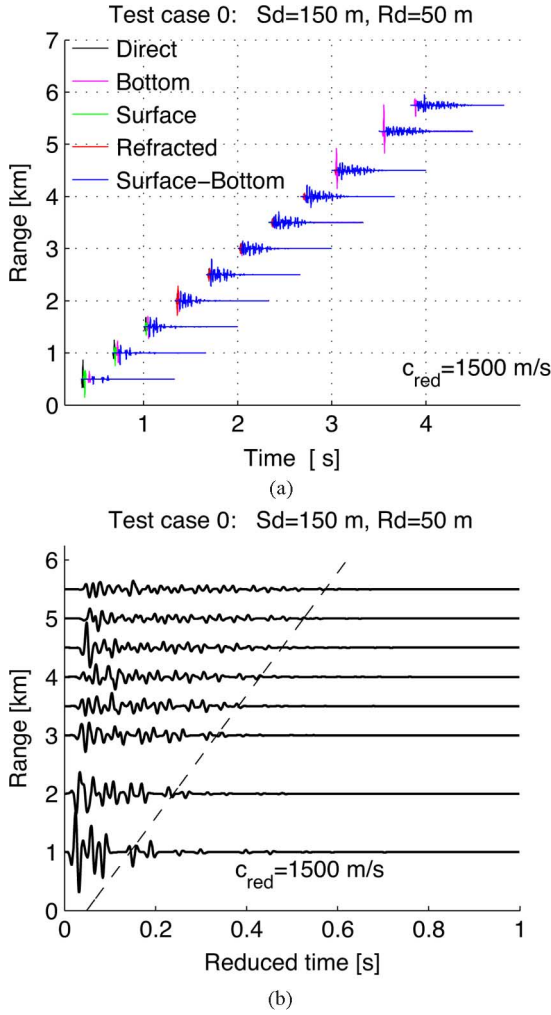 Test case 0: Sd=150 m, Rd=50 m
7
6
5
4
3
2
1
0
Range [km]
Direct
Bottom
Surface
Refracted
Surface-Bottom
c_red=1500 m/s
1 2 3 4
Time [ s]
(a)
Test case 0: Sd=150 m, Rd=50 m
6
5
4
3
2
1
0
Range [km]
c_red=1500 m/s
0 0.2 0.4 0.6 0.8 1
Reduced time [s]
(b)